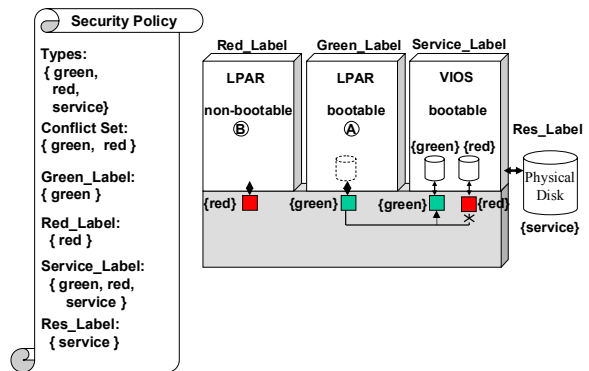 Security Policy
Types:
{ green,
red,
service}
Conflict Set:
{ green, red }
Green_Label:
{ green }
Red_Label:
{ red }
Service_Label:
{ green, red,
service }
Res_Label:
{ service }
Red_Label
LPAR
non-bootable
B
{red}
Green_Label
LPAR
bootable
A
{green}
Service_Label
VIOS
bootable
{green} {red}
{green}
{red}
Res_Label
Physical
Disk
{service}